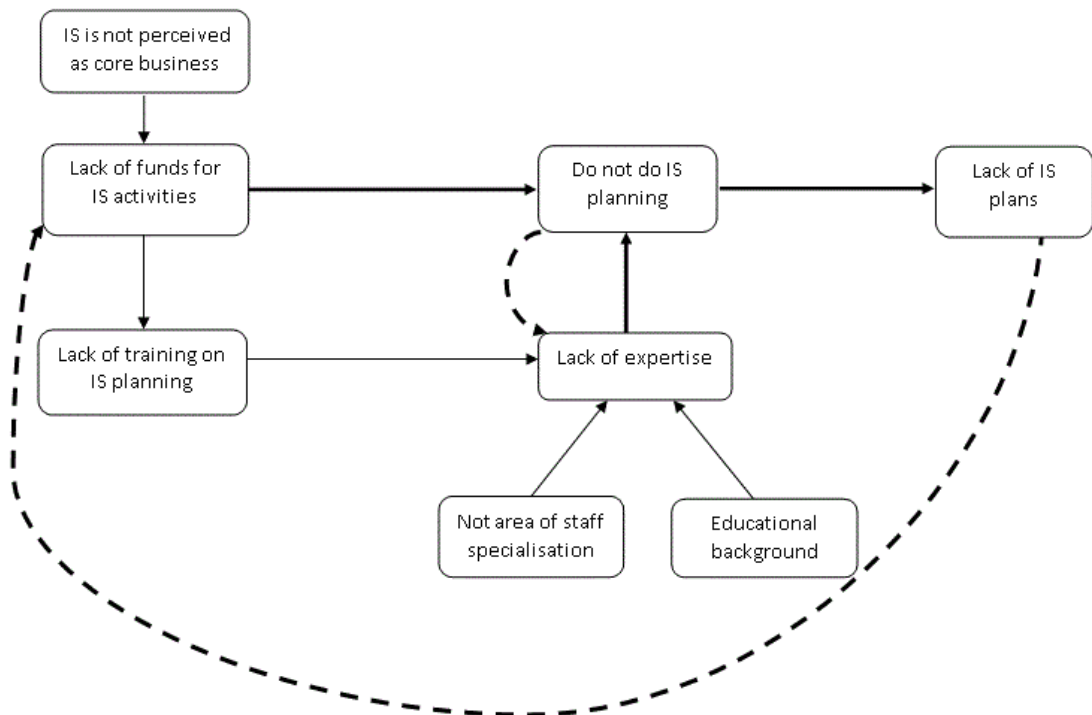 IS is not perceived
as core business
Lack of funds for
IS activities
Do not do IS
planning
Lack of IS
plans
Lack of training on
IS planning
Lack of expertise
Not area of staff
specialisation
Educational
background